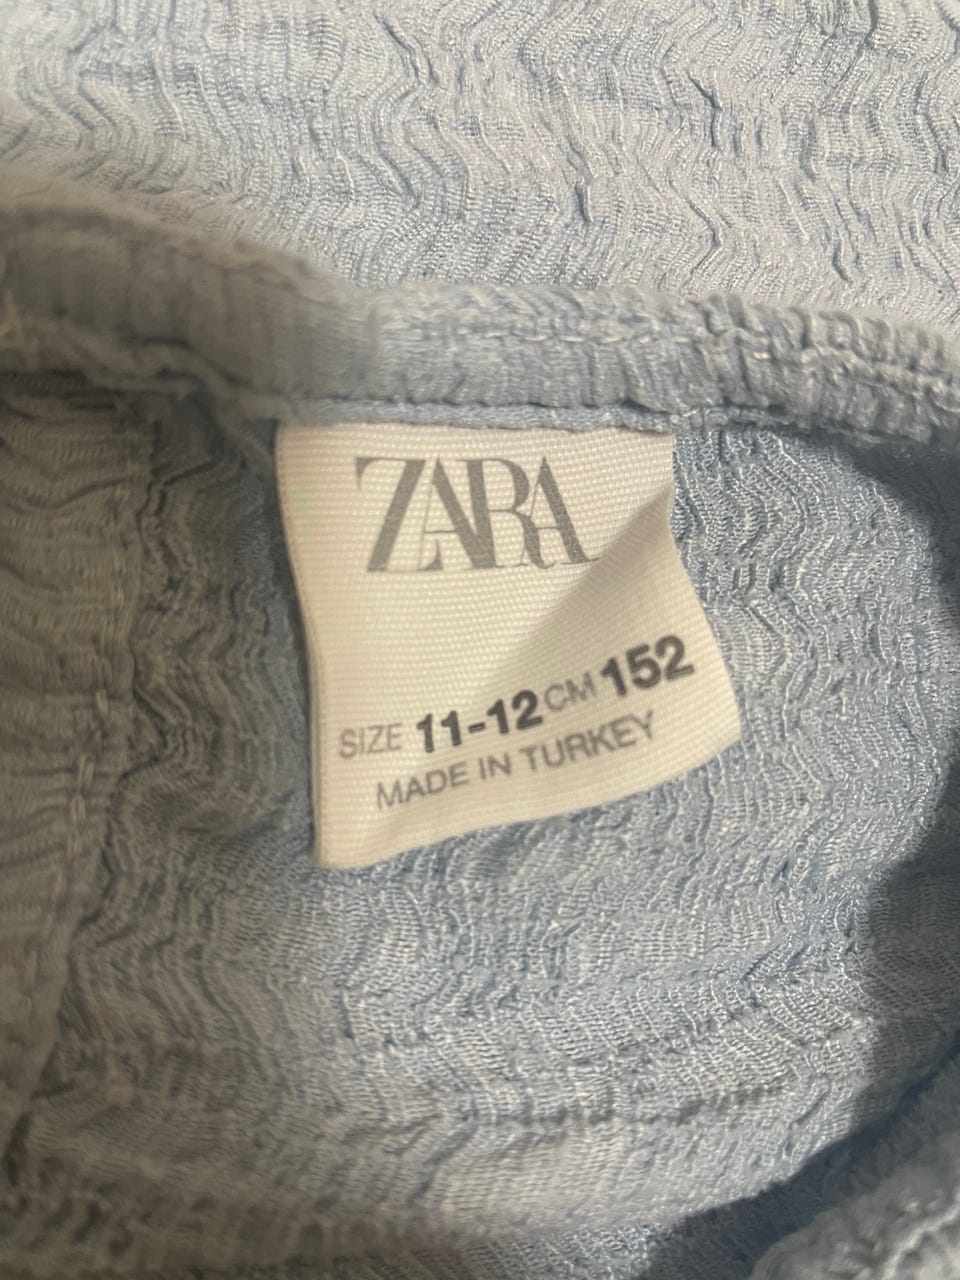 ZARA
SIZE 11-12 CM 152
MADE IN TURKEY